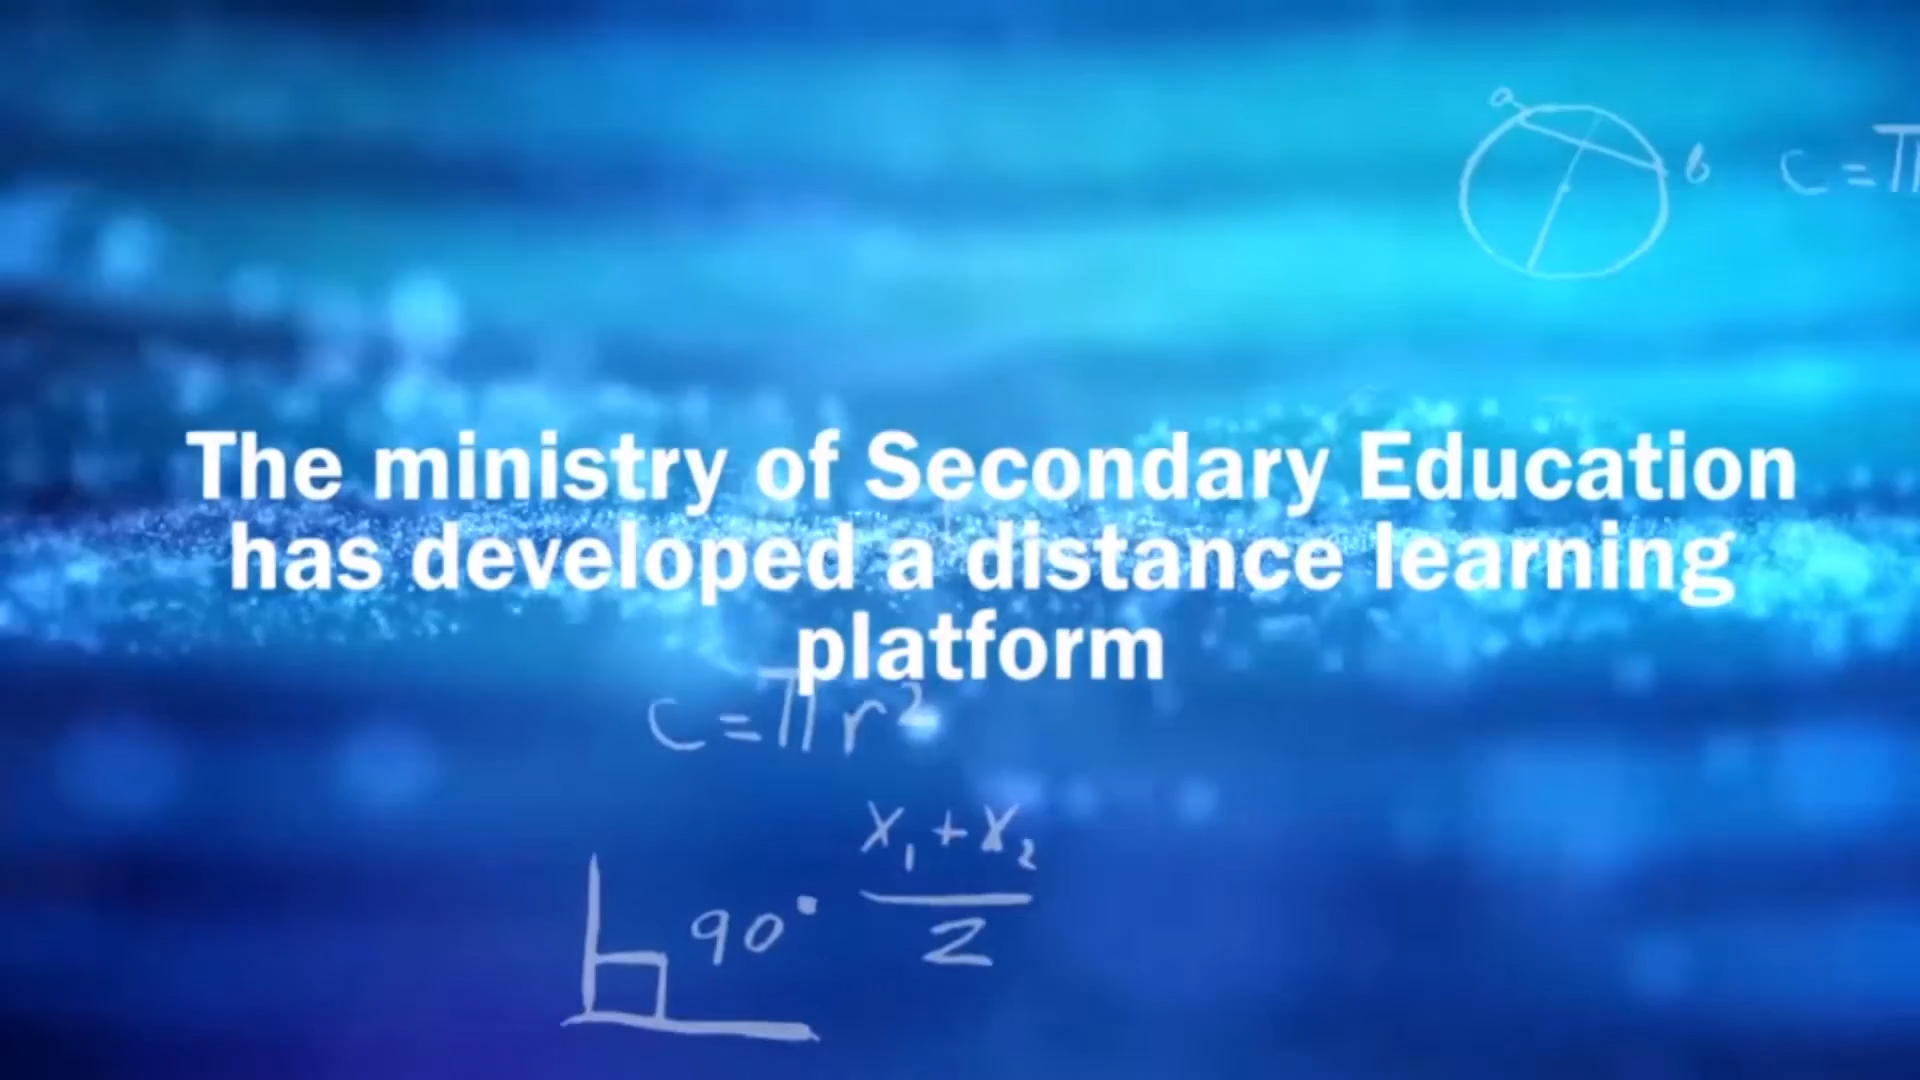 a
b
C = π
The ministry of Secondary Education
has developed a distance learning
platform
C = πr²
X₁ + X₂
2
90°